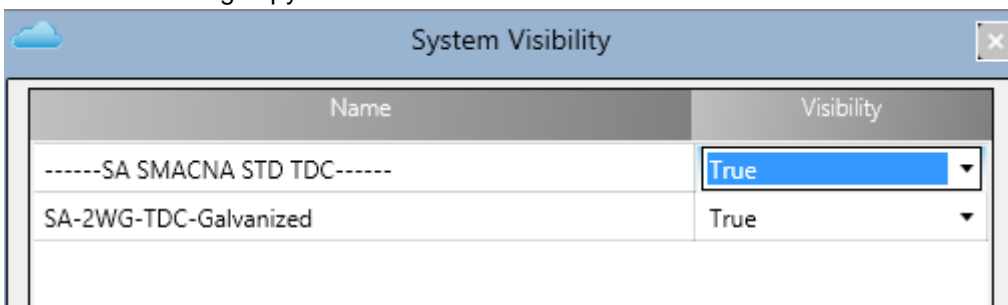 System Visibility
Name Visibility
------SA SMACNA STD TDC------ True
SA-2WG-TDC-Galvanized True